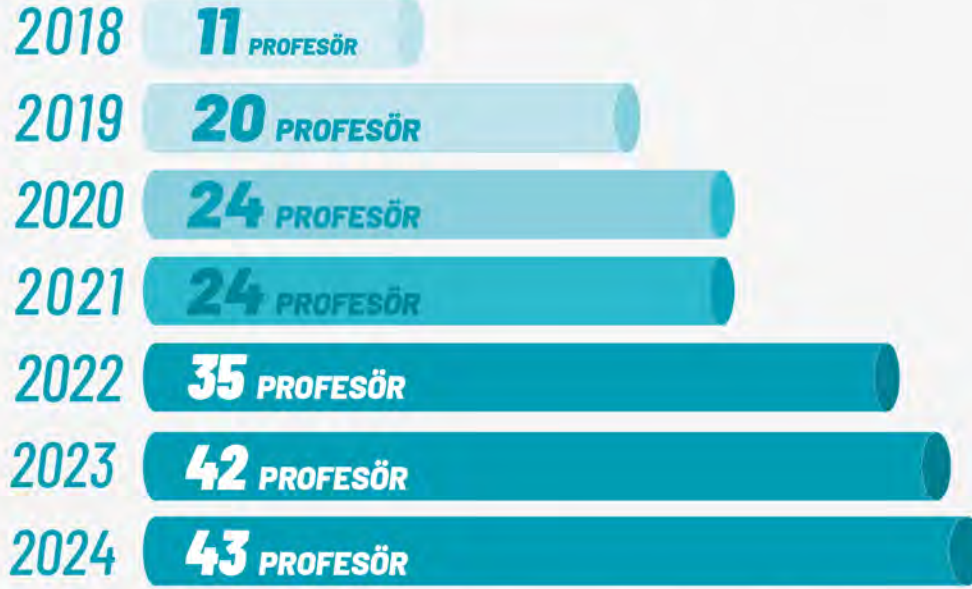 2018 11 PROFESÖR
2019 20 PROFESÖR
2020 24 PROFESÖR
2021 24 PROFESÖR
2022 35 PROFESÖR
2023 42 PROFESÖR
2024 43 PROFESÖR